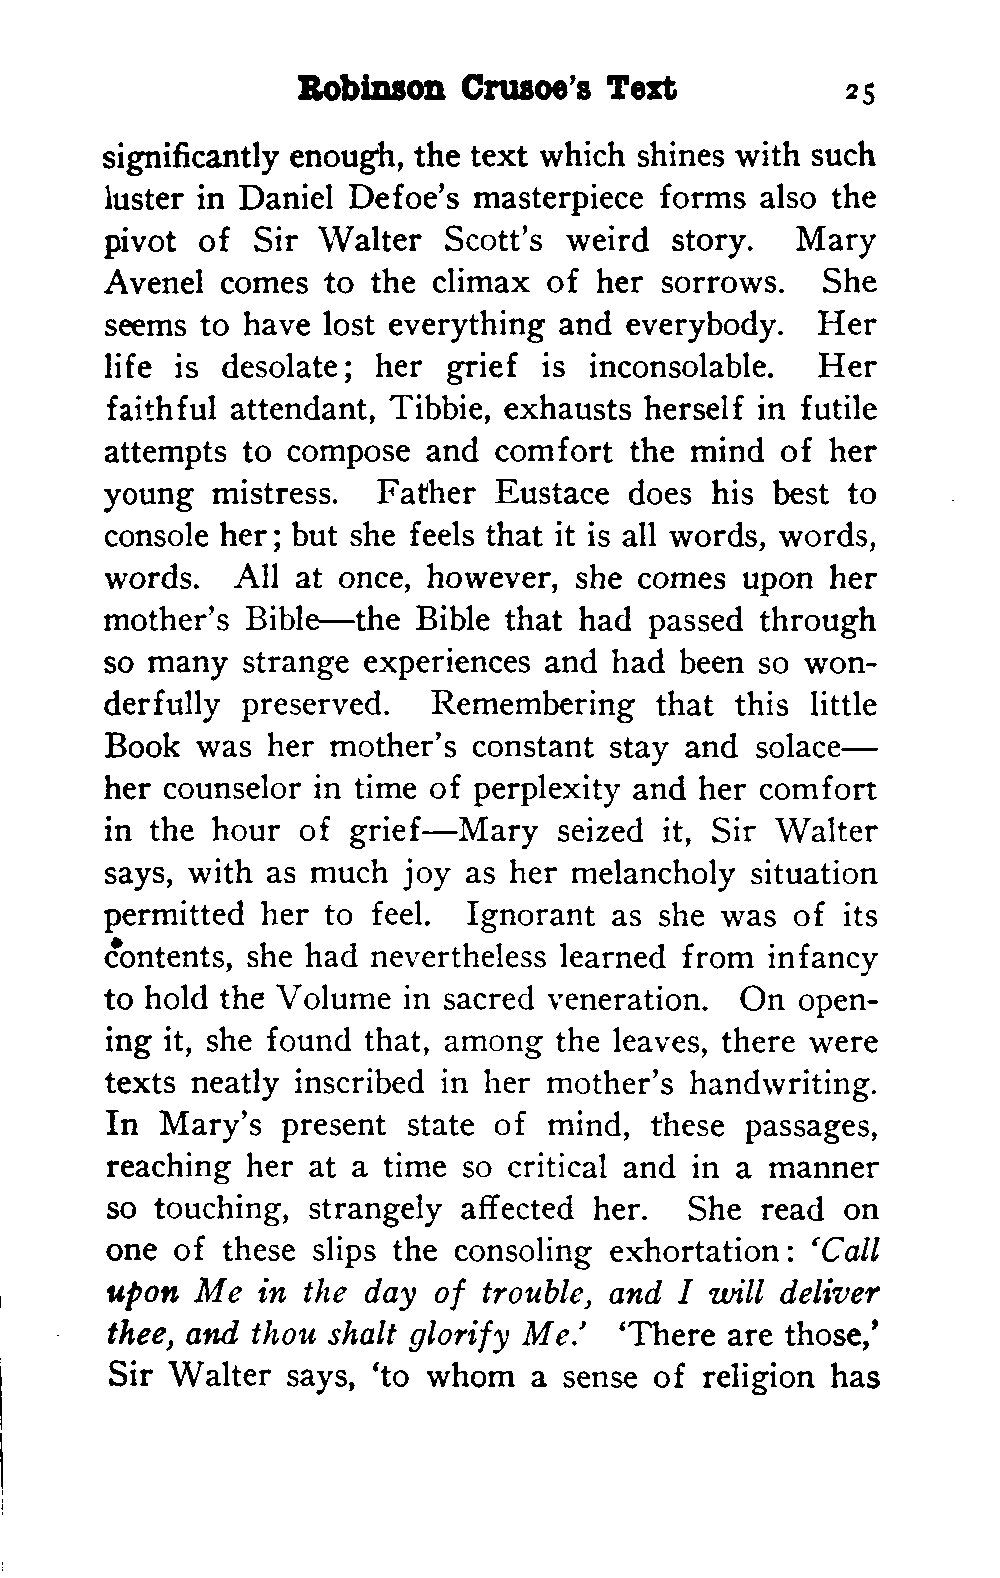 Robinson Crusoe's Text 25
significantly enough, the text which shines with such
luster in Daniel Defoe's masterpiece forms also the
pivot of Sir Walter Scott's weird story. Mary
Avenel comes to the climax of her sorrows. She
seems to have lost everything and everybody. Her
life is desolate; her grief is inconsolable. Her
faithful attendant, Tibbie, exhausts herself in futile
attempts to compose and comfort the mind of her
young mistress. Father Eustace does his best to
console her; but she feels that it is all words, words,
words. All at once, however, she comes upon her
mother's Bible—the Bible that had passed through
so many strange experiences and had been so won-
derfully preserved. Remembering that this little
Book was her mother's constant stay and solace—
her counselor in time of perplexity and her comfort
in the hour of grief—Mary seized it, Sir Walter
says, with as much joy as her melancholy situation
permitted her to feel. Ignorant as she was of its
contents, she had nevertheless learned from infancy
to hold the Volume in sacred veneration. On open-
ing it, she found that, among the leaves, there were
texts neatly inscribed in her mother's handwriting.
In Mary's present state of mind, these passages,
reaching her at a time so critical and in a manner
so touching, strangely affected her. She read on
one of these slips the consoling exhortation: 'Call
upon Me in the day of trouble, and I will deliver
thee, and thou shalt glorify Me.' 'There are those,'
Sir Walter says, 'to whom a sense of religion has